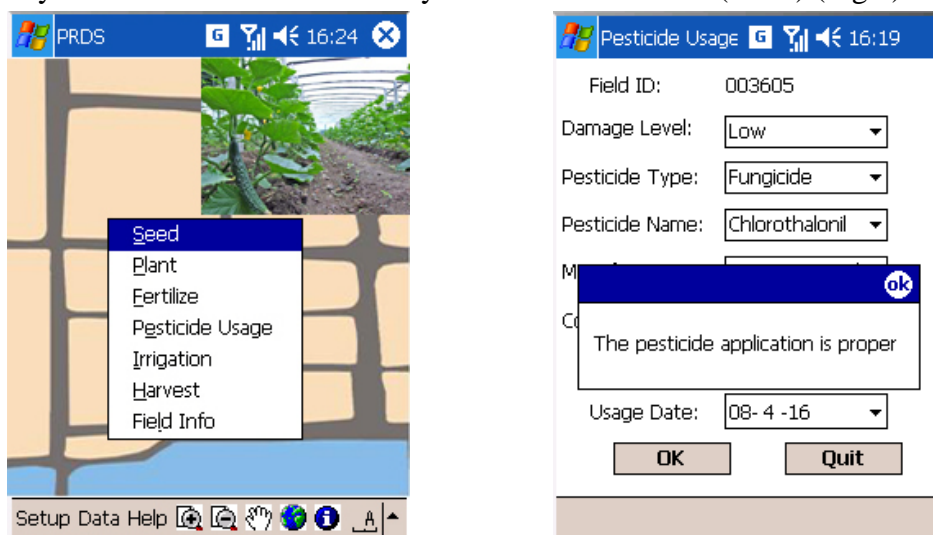 PRDS G 16:24
Seed
Plant
Fertilize
Pesticide Usage
Irrigation
Harvest
Field Info
Setup Data Help A
Pesticide Usage G 16:19
Field ID: 003605
Damage Level: Low
Pesticide Type: Fungicide
Pesticide Name: Chlorothalonil
ok
The pesticide application is proper
Usage Date: 08- 4 -16
OK Quit